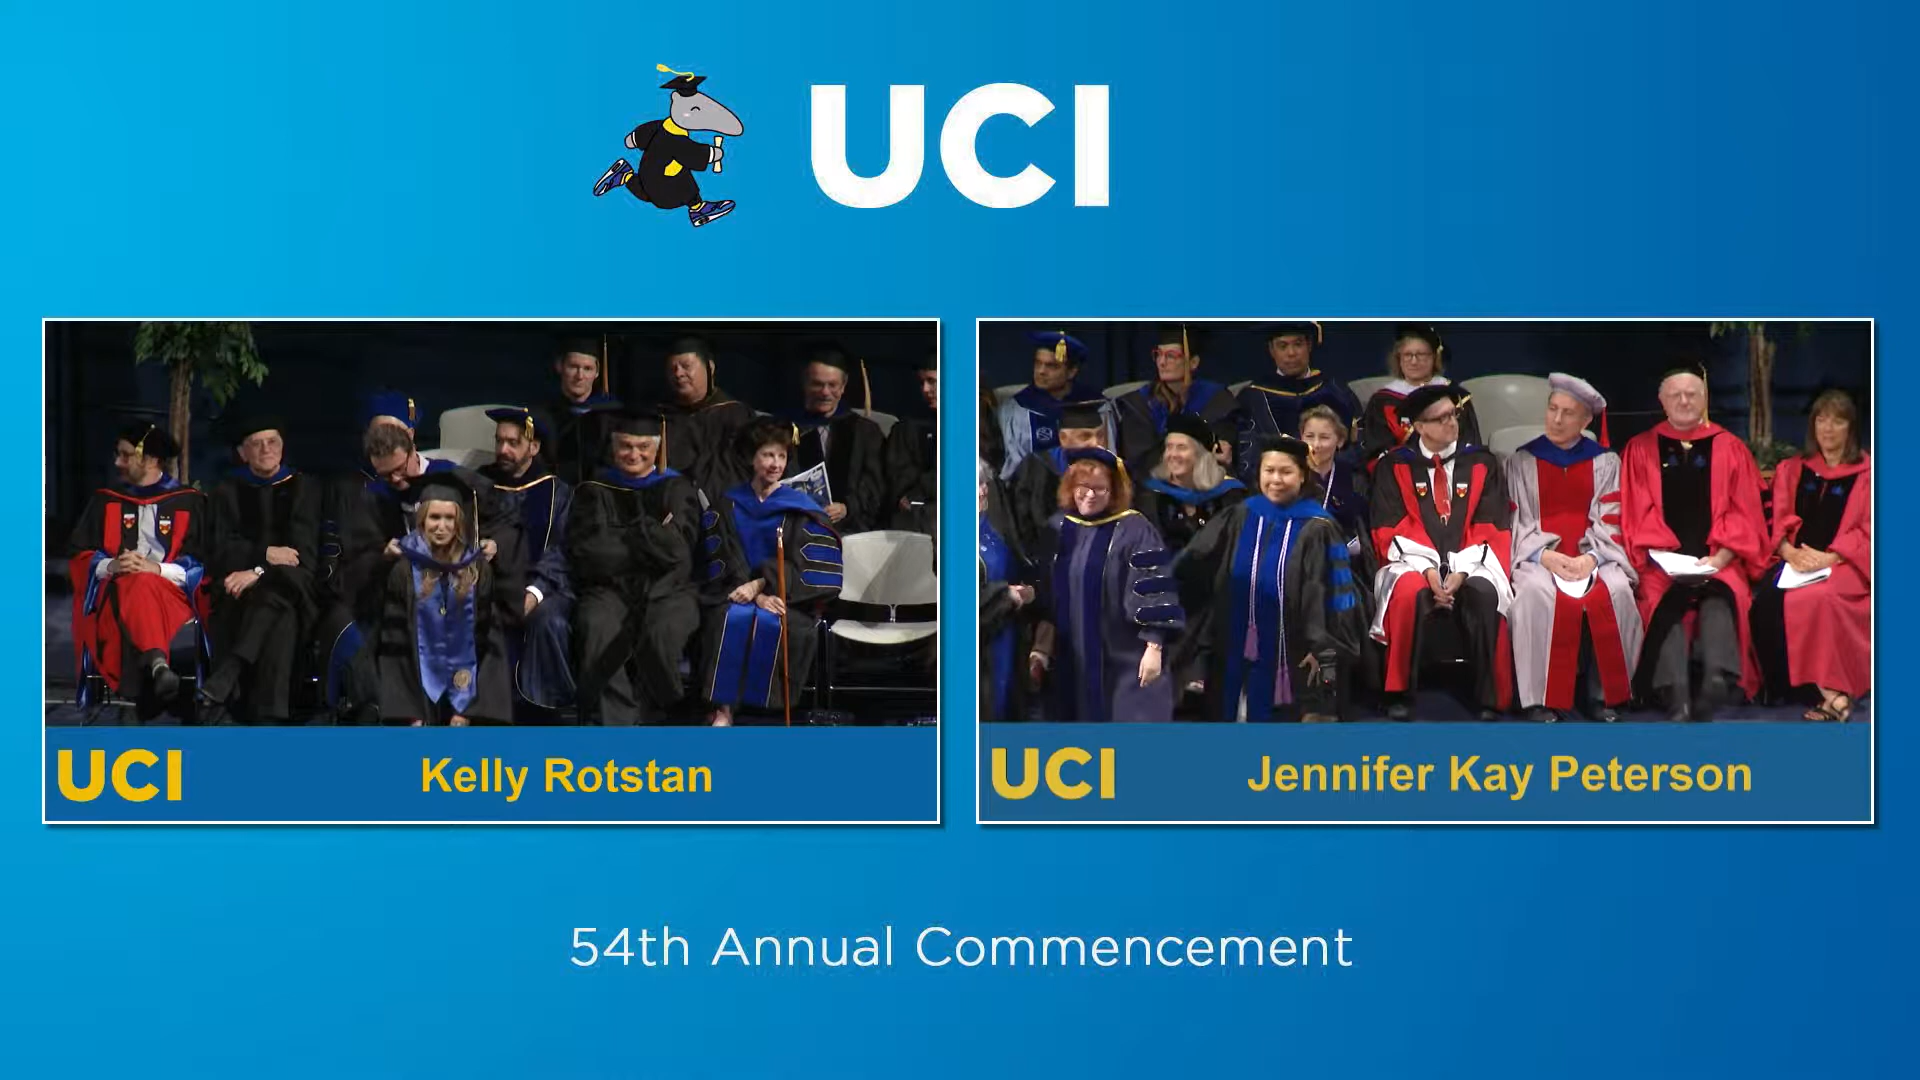 UCI
UCI
Kelly Rotstan
UCI
Jennifer Kay Peterson
54th Annual Commencement